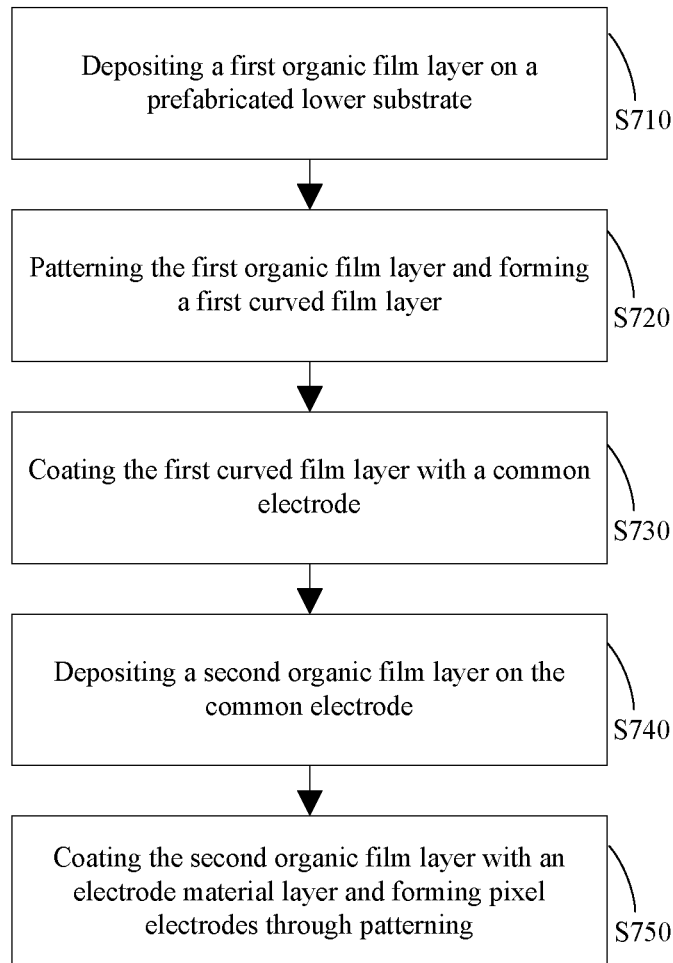 Depositing a first organic film layer on a
prefabricated lower substrate
S710
Patterning the first organic film layer and forming
a first curved film layer
S720
Coating the first curved film layer with a common
electrode
S730
Depositing a second organic film layer on the
common electrode
S740
Coating the second organic film layer with an
electrode material layer and forming pixel
electrodes through patterning
S750